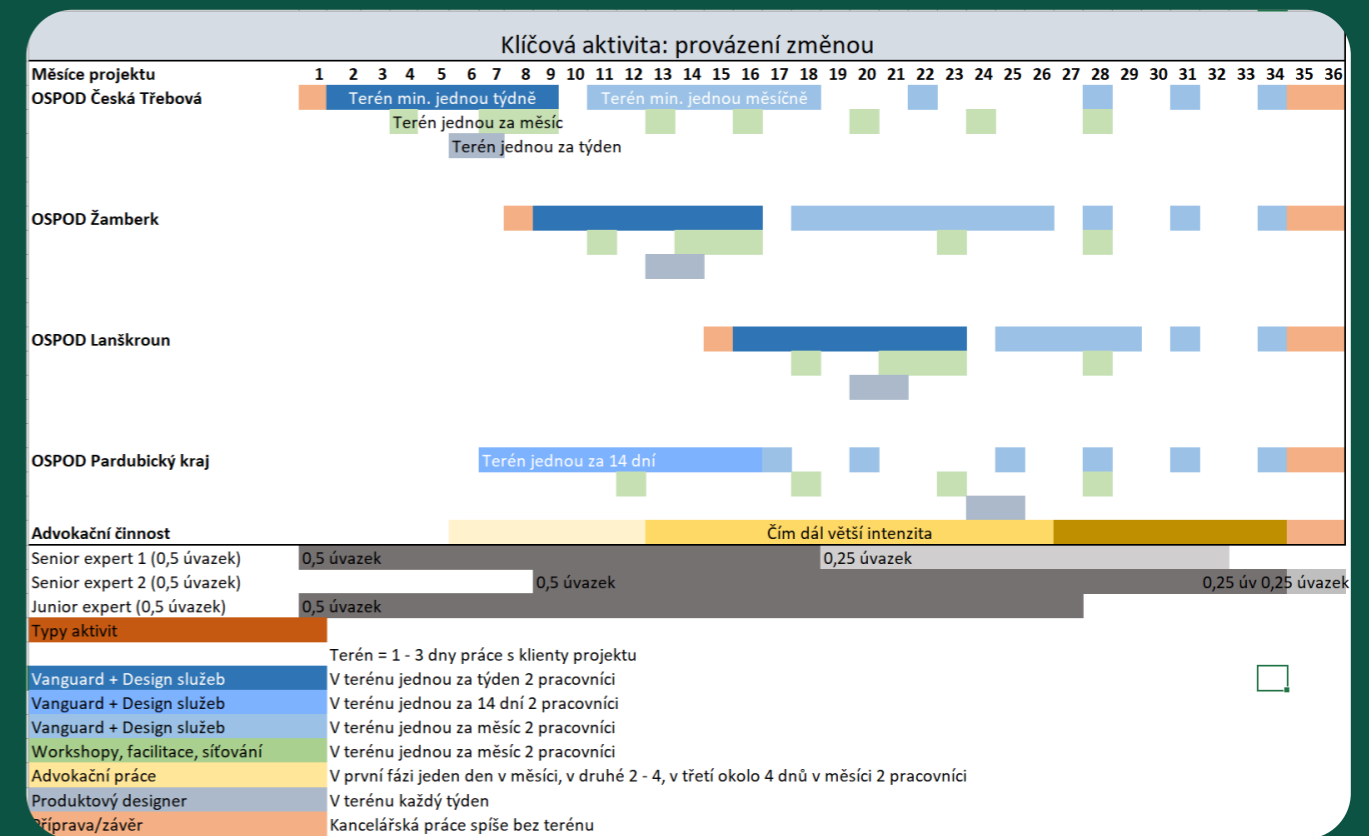 Klíčová aktivita: provázení změnou
Měsíce projektu 1 2 3 4 5 6 7 8 9 10 11 12 13 14 15 16 17 18 19 20 21 22 23 24 25 26 27 28 29 30 31 32 33 34 35 36
OSPOD Česká Třebová Terén min. jednou týdně Terén min. jednou měsíčně
Terén jednou za měsíc
Terén jednou za týden
OSPOD Žamberk
OSPOD Lanškroun
OSPOD Pardubický kraj Terén jednou za 14 dní
Advokační činnost Čím dál větší intenzita
Senior expert 1 (0,5 úvazek) 0,5 úvazek 0,25 úvazek
Senior expert 2 (0,5 úvazek) 0,5 úvazek 0,25 úv 0,25 úvazek
Junior expert (0,5 úvazek) 0,5 úvazek
Typy aktivit
Terén = 1 - 3 dny práce s klienty projektu
Vanguard + Design služeb V terénu jednou za týden 2 pracovníci
Vanguard + Design služeb V terénu jednou za 14 dní 2 pracovníci
Vanguard + Design služeb V terénu jednou za měsíc 2 pracovníci
Workshopy, facilitace, síťování V terénu jednou za měsíc 2 pracovníci
Advokační práce V první fázi jeden den v měsíci, v druhé 2 - 4, v třetí okolo 4 dnů v měsíci 2 pracovníci
Produktový designer V terénu každý týden
Příprava/závěr Kancelářská práce spíše bez terénu